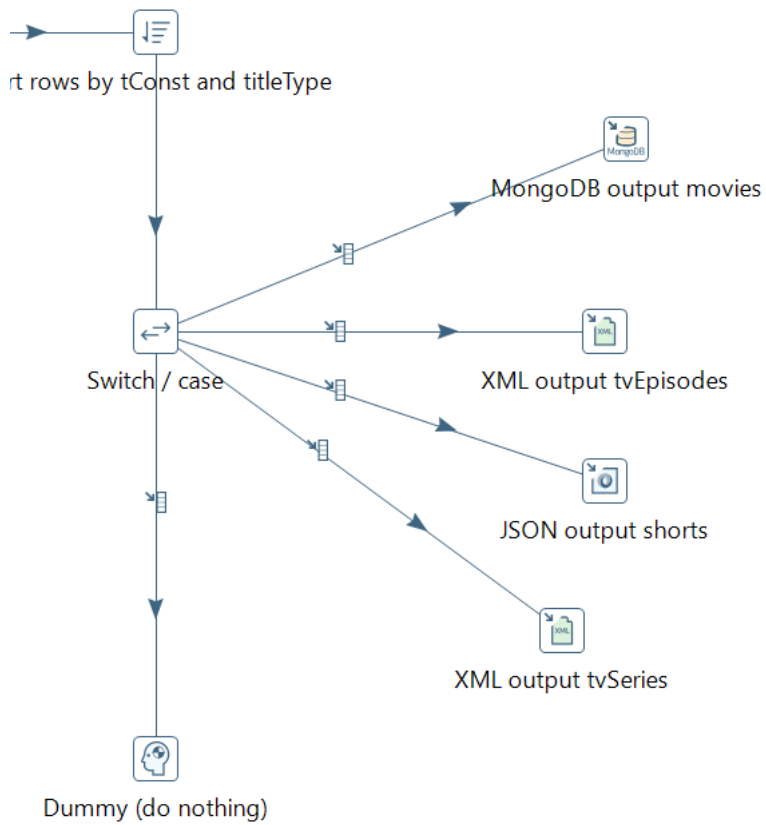 rt rows by tConst and titleType
MongoDB
MongoDB output movies
XML
Switch / case
XML output tvEpisodes
JSON output shorts
XML
XML output tvSeries
Dummy (do nothing)